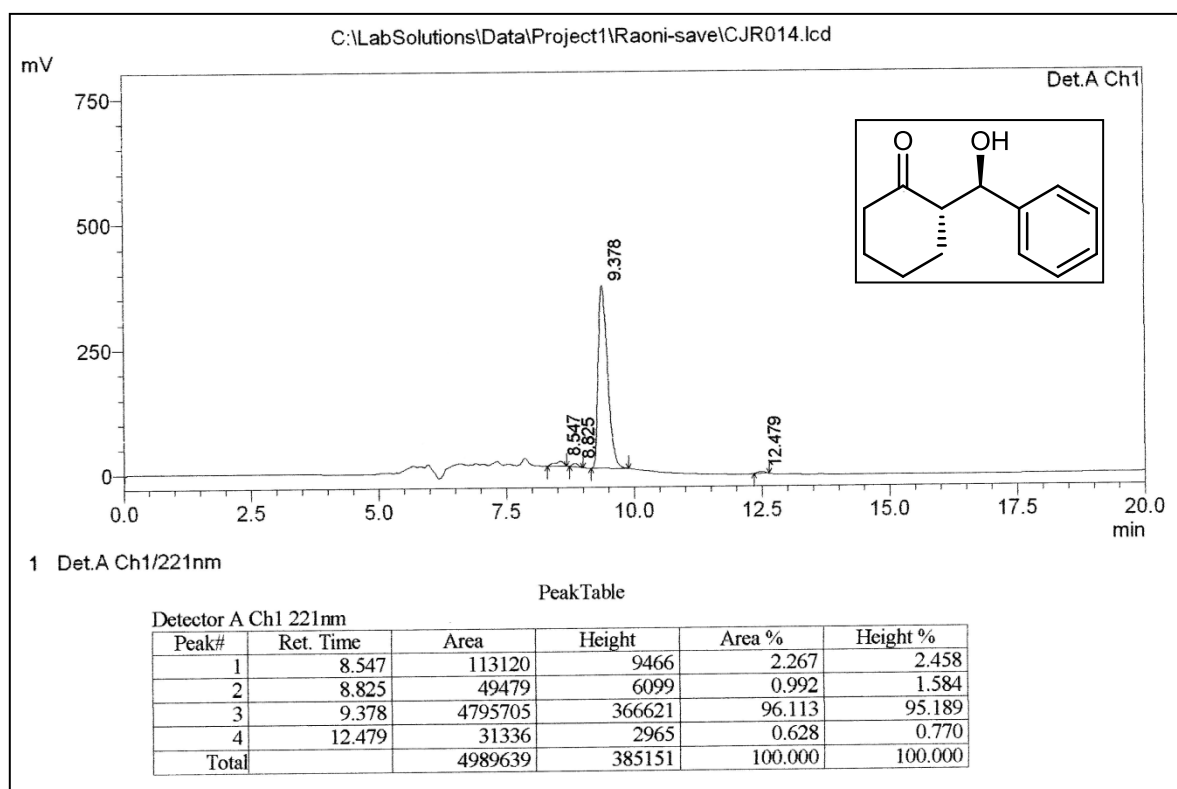 C:\LabSolutions\Data\Project1\Raoni-save\CJR014.lcd
mV
Det.A Ch1
750
500
250
0
O
OH
8.547
8.825
9.378
12.479
0.0 2.5 5.0 7.5 10.0 12.5 15.0 17.5 20.0
min
1 Det.A Ch1/221nm
PeakTable
Detector A Ch1 221nm
Peak# Ret. Time Area Height Area % Height %
1 8.547 113120 9466 2.267 2.458
2 8.825 49479 6099 0.992 1.584
3 9.378 4795705 366621 96.113 95.189
4 12.479 31336 2965 0.628 0.770
Total 4989639 385151 100.000 100.000